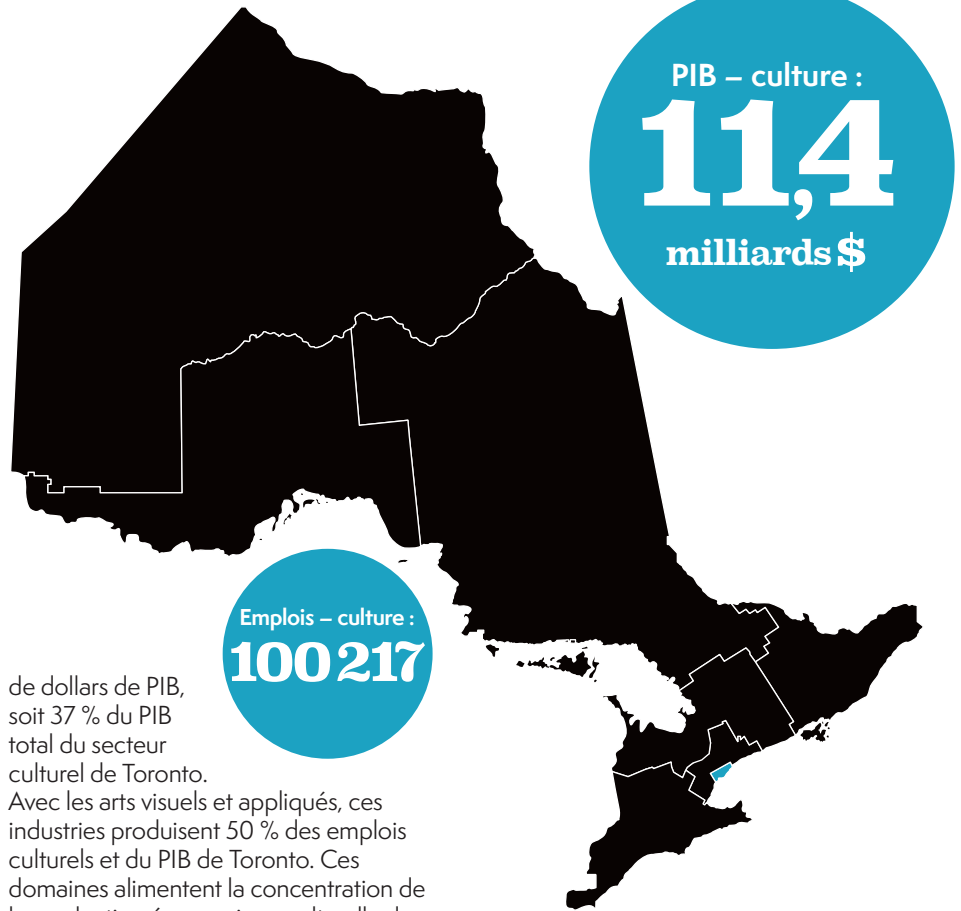 PIB – culture :
11,4
milliards $
Emplois – culture :
100 217
de dollars de PIB,
soit 37 % du PIB
total du secteur
culturel de Toronto.
Avec les arts visuels et appliqués, ces
industries produisent 50 % des emplois
culturels et du PIB de Toronto. Ces
domaines alimentent la concentration de